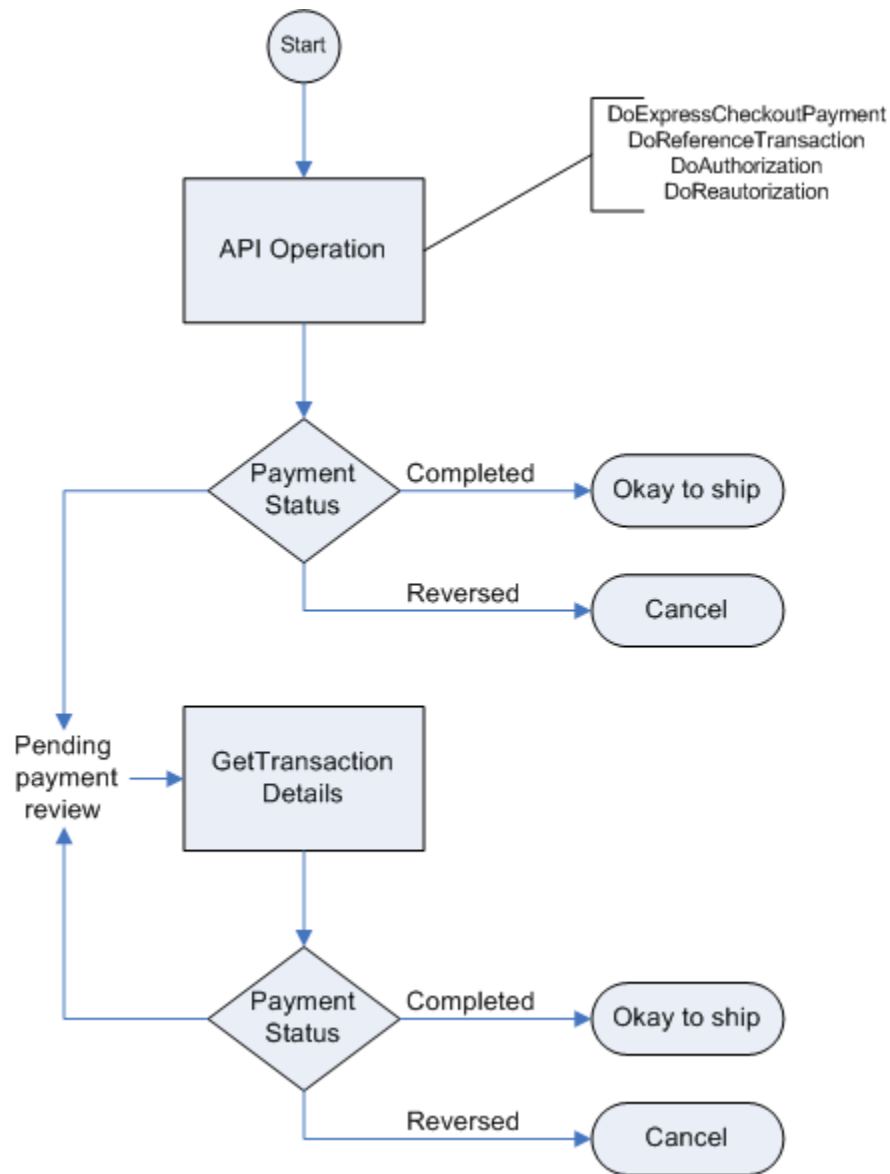 Start
DoExpressCheckoutPayment
DoReferenceTransaction
DoAuthorization
DoReautorization
API Operation
Payment
Status
Completed
Okay to ship
Reversed
Cancel
Pending
payment
review
GetTransaction
Details
Payment
Status
Completed
Okay to ship
Reversed
Cancel